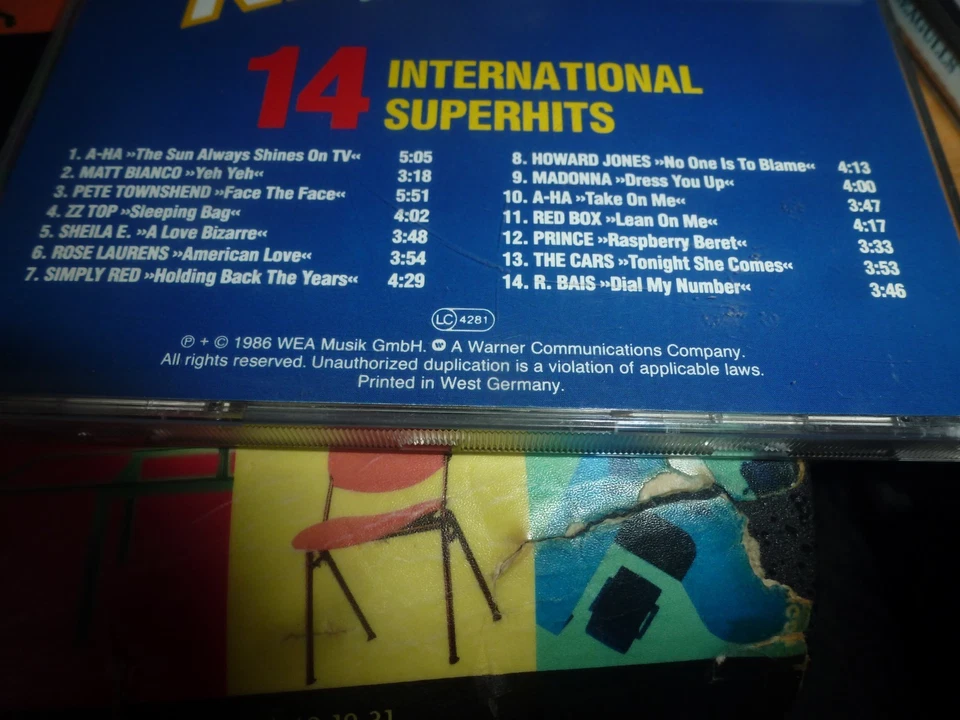 14 INTERNATIONAL
SUPERHITS
1. A-HA »The Sun Always Shines On TV« 5:05
2. MATT BIANCO »Yeh Yeh« 3:18
3. PETE TOWNSHEND »Face The Face« 5:51
4. ZZ TOP »Sleeping Bag« 4:02
5. SHEILA E. »A Love Bizarre« 3:48
6. ROSE LAURENS »American Love« 3:54
7. SIMPLY RED »Holding Back The Years« 4:29
8. HOWARD JONES »No One Is To Blame« 4:13
9. MADONNA »Dress You Up« 4:00
10. A-HA »Take On Me« 3:47
11. RED BOX »Lean On Me« 4:17
12. PRINCE »Raspberry Beret« 3:33
13. THE CARS »Tonight She Comes« 3:53
14. R. BAIS »Dial My Number« 3:46
LC 4281
℗ + © 1986 WEA Musik GmbH. W A Warner Communications Company.
All rights reserved. Unauthorized duplication is a violation of applicable laws.
Printed in West Germany.